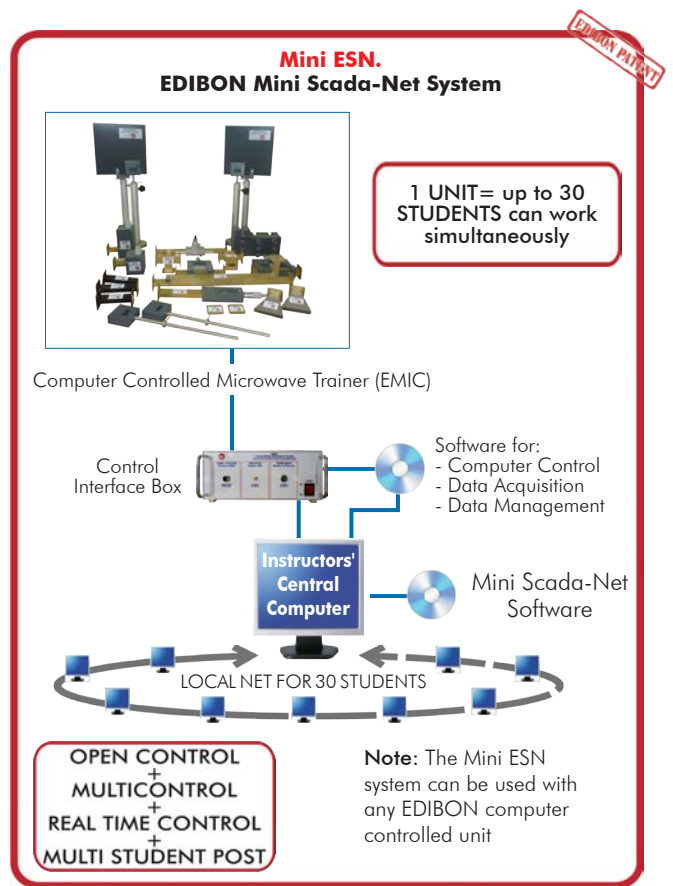 EDIBON PATENT
Mini ESN.
EDIBON Mini Scada-Net System
1 UNIT= up to 30
STUDENTS can work
simultaneously
Computer Controlled Microwave Trainer (EMIC)
Control
Interface Box
Software for:
- Computer Control
- Data Acquisition
- Data Management
Instructors'
Central
Computer
Mini Scada-Net
Software
LOCAL NET FOR 30 STUDENTS
OPEN CONTROL
+
MULTICONTROL
+
REAL TIME CONTROL
+
MULTI STUDENT POST
Note: The Mini ESN
system can be used with
any EDIBON computer
controlled unit